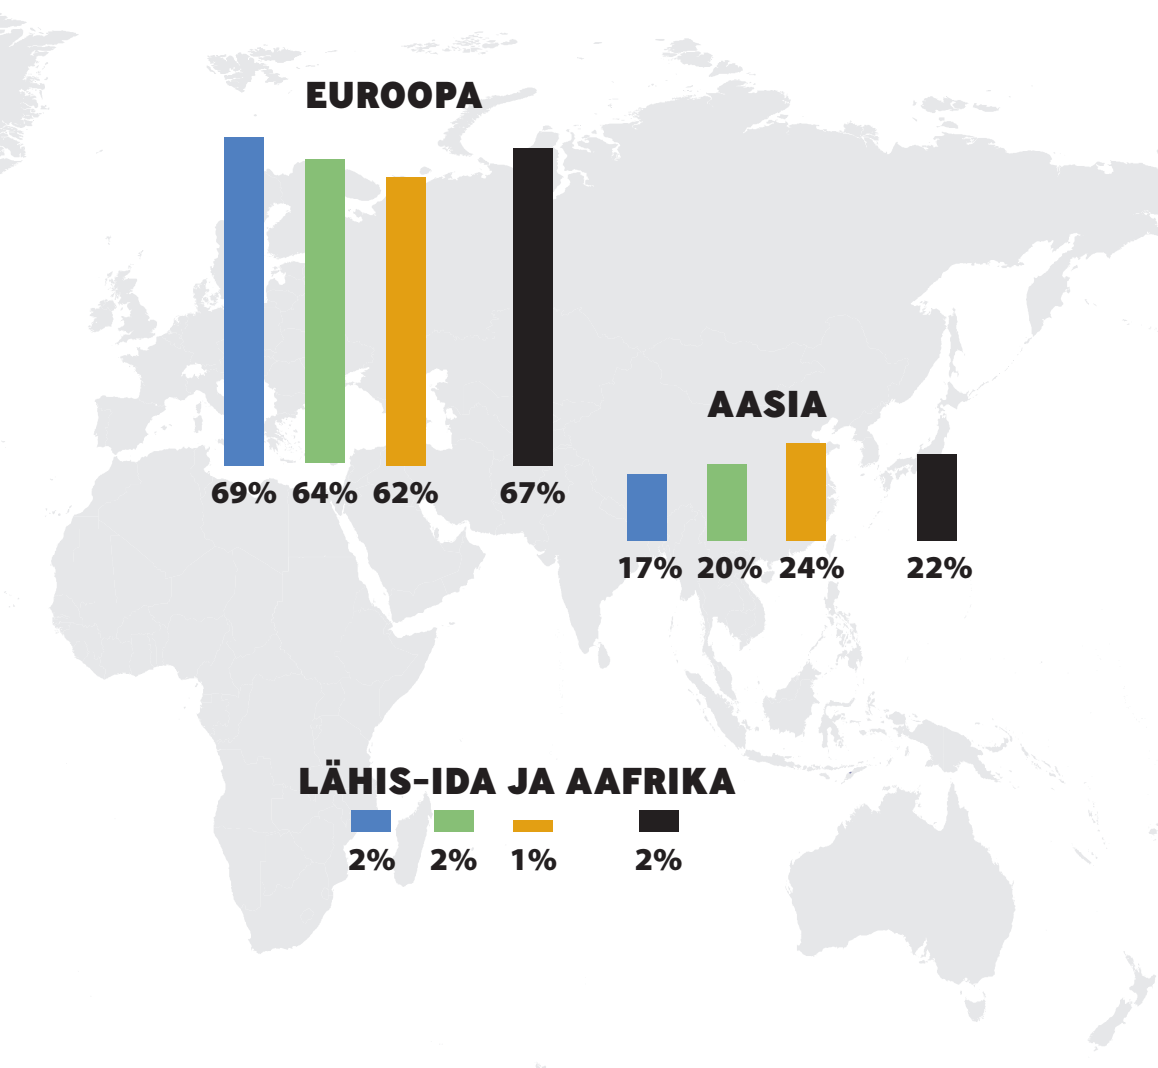 EUROOPA
69% 64% 62% 67%
AASIA
17% 20% 24% 22%
LÄHIS-IDA JA AAFRIKA
2% 2% 1% 2%